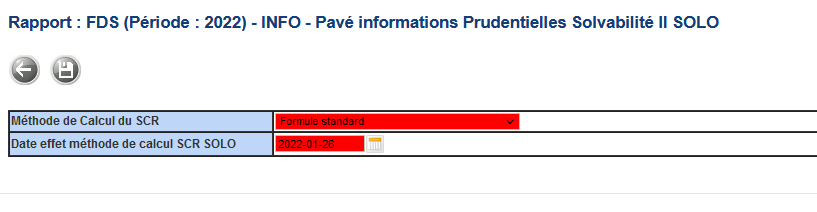 Rapport : FDS (Période : 2022) - INFO - Pavé informations Prudentielles Solvabilité II SOLO
Méthode de Calcul du SCR Formule standard
Date effet méthode de calcul SCR SOLO 2022-01-26